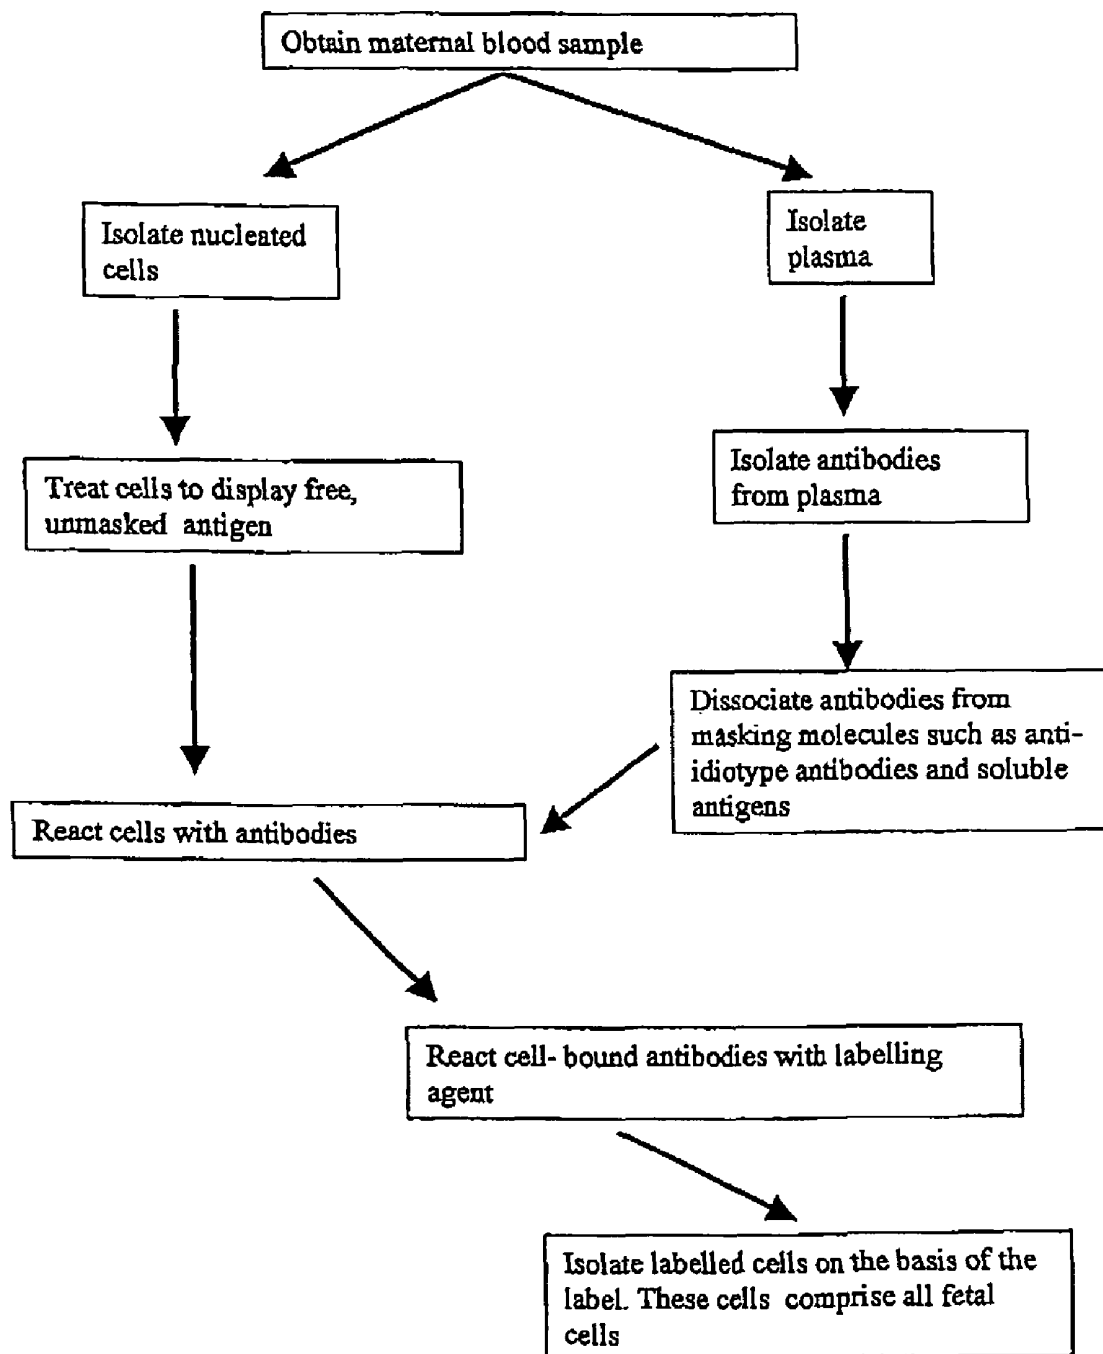 Obtain maternal blood sample
Isolate nucleated
cells
Isolate
plasma
Treat cells to display free,
unmasked antigen
Isolate antibodies
from plasma
Dissociate antibodies from
masking molecules such as anti-
idiotype antibodies and soluble
antigens
React cells with antibodies
React cell- bound antibodies with labelling
agent
Isolate labelled cells on the basis of the
label. These cells comprise all fetal
cells